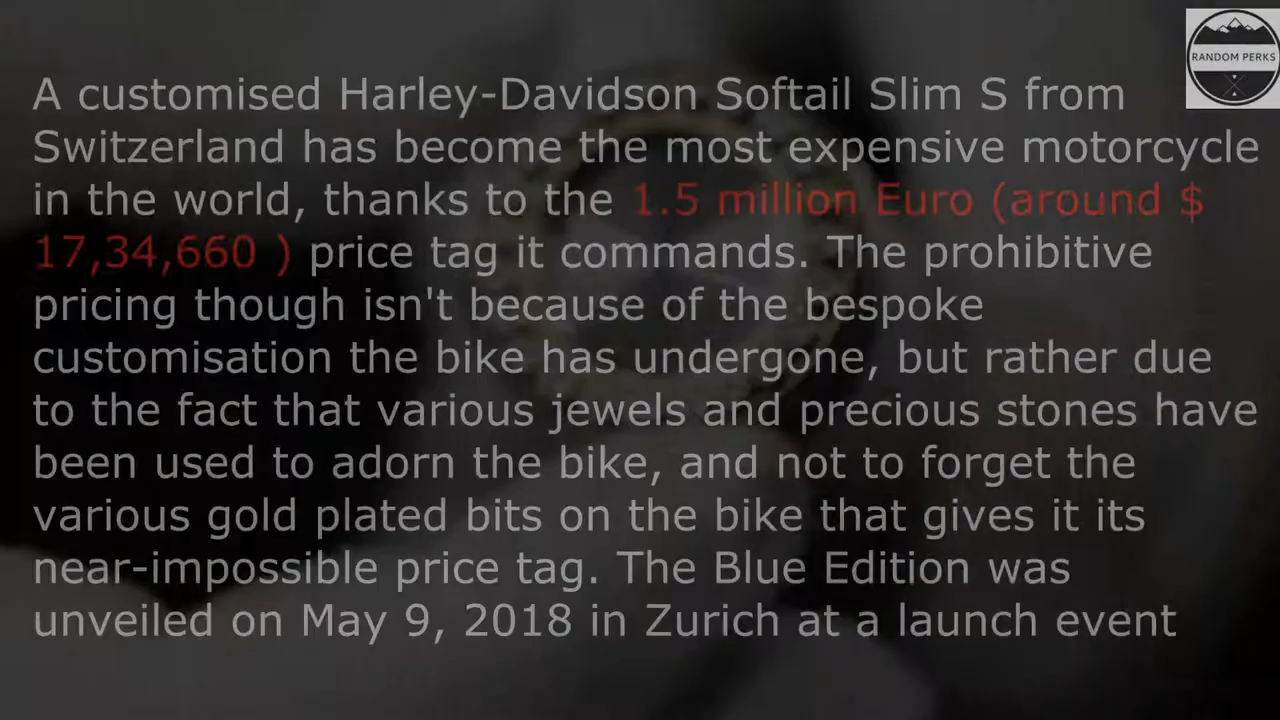 RANDOM PERKS
A customised Harley-Davidson Softail Slim S from
Switzerland has become the most expensive motorcycle
in the world, thanks to the 1.5 million Euro (around $
17,34,660 ) price tag it commands. The prohibitive
pricing though isn't because of the bespoke
customisation the bike has undergone, but rather due
to the fact that various jewels and precious stones have
been used to adorn the bike, and not to forget the
various gold plated bits on the bike that gives it its
near-impossible price tag. The Blue Edition was
unveiled on May 9, 2018 in Zurich at a launch event